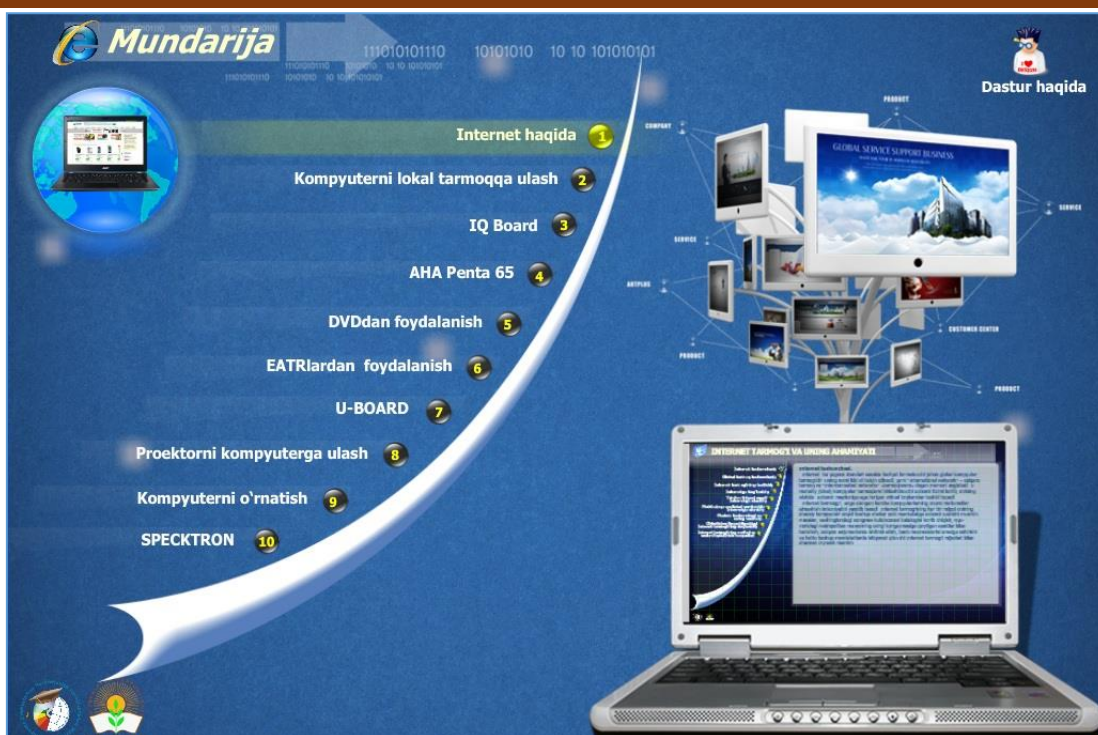 Mundarija
111010101110 10101010 10 10 101010101
Dastur haqida
Internet haqida 1
Kompyuterni lokal tarmoqqa ulash 2
IQ Board 3
AHA Penta 65 4
DVDdan foydalanish 5
EATRlardan  foydalanish 6
U-BOARD 7
Proektorni kompyuterga ulash 8
Kompyuterni o'rnatish 9
SPECKTRON 10
PRODUCT
COMPANY
GLOBAL SERVICE SUPPORT BUSINESS
SERVICE
SERVICE
ARTPLUS
CUSTOMER CENTER
PRODUCT
PRODUCT
INTERNET TARMOG'I VA UNING AHAMIYATI